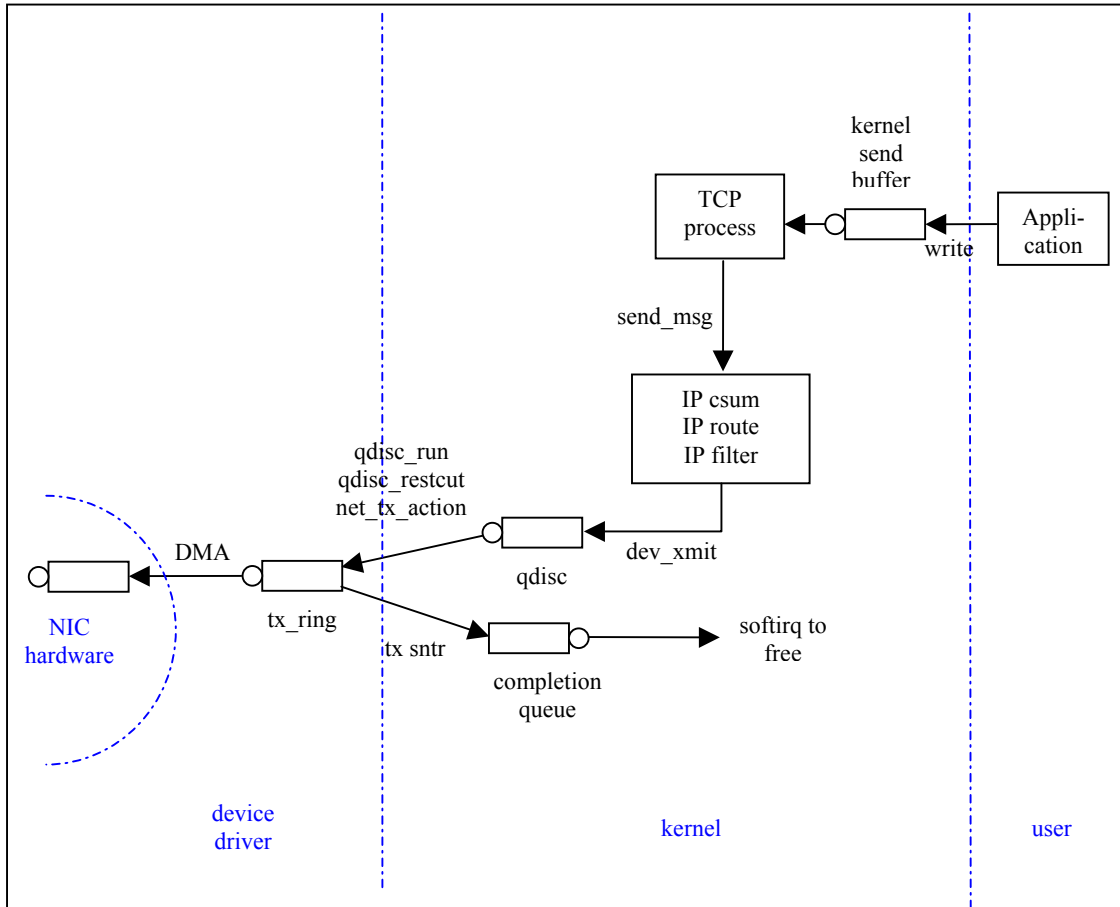 kernel
send
buffer
TCP
process
Appli-
cation
write
send_msg
IP csum
IP route
IP filter
qdisc_run
qdisc_restcut
net_tx_action
DMA
dev_xmit
qdisc
tx_ring
NIC
hardware
tx sntr
softirq to
free
completion
queue
device
driver
kernel
user